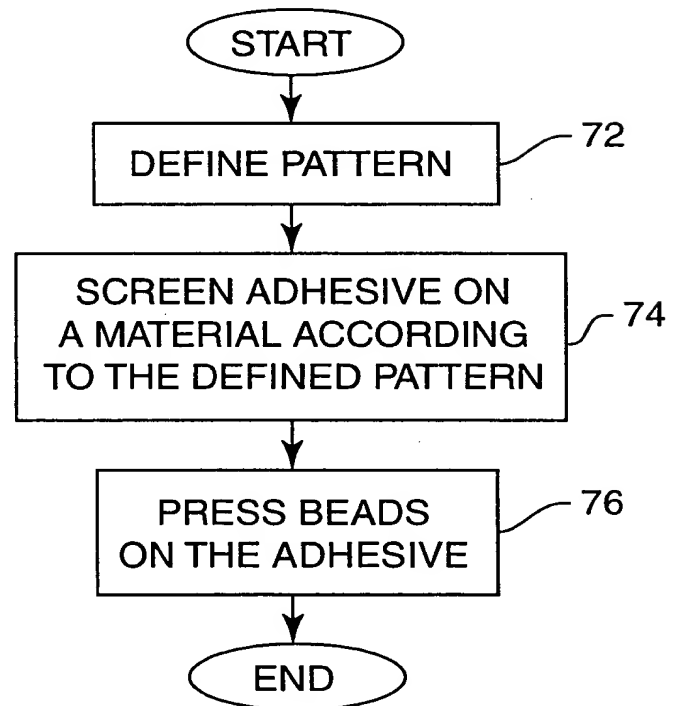 START
DEFINE PATTERN
72
SCREEN ADHESIVE ON
A MATERIAL ACCORDING
TO THE DEFINED PATTERN
74
PRESS BEADS
ON THE ADHESIVE
76
END